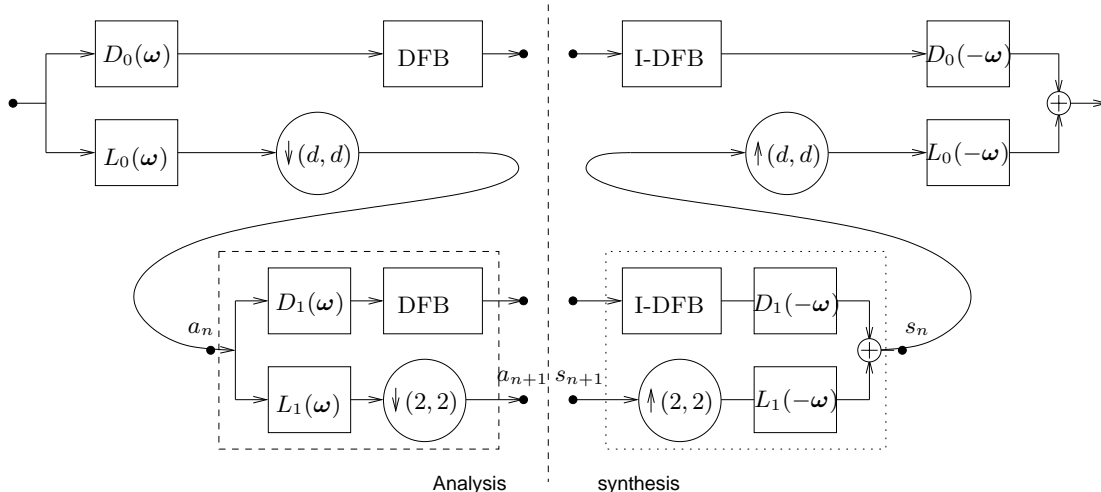 D₀(ω) DFB I-DFB D₀(−ω)
+
L₀(ω) ↓(d, d) ↑(d, d) L₀(−ω)
D₁(ω) DFB I-DFB D₁(−ω)
aₙ + sₙ
L₁(ω) ↓(2, 2) aₙ₊₁ sₙ₊₁ ↑(2, 2) L₁(−ω)
Analysis synthesis